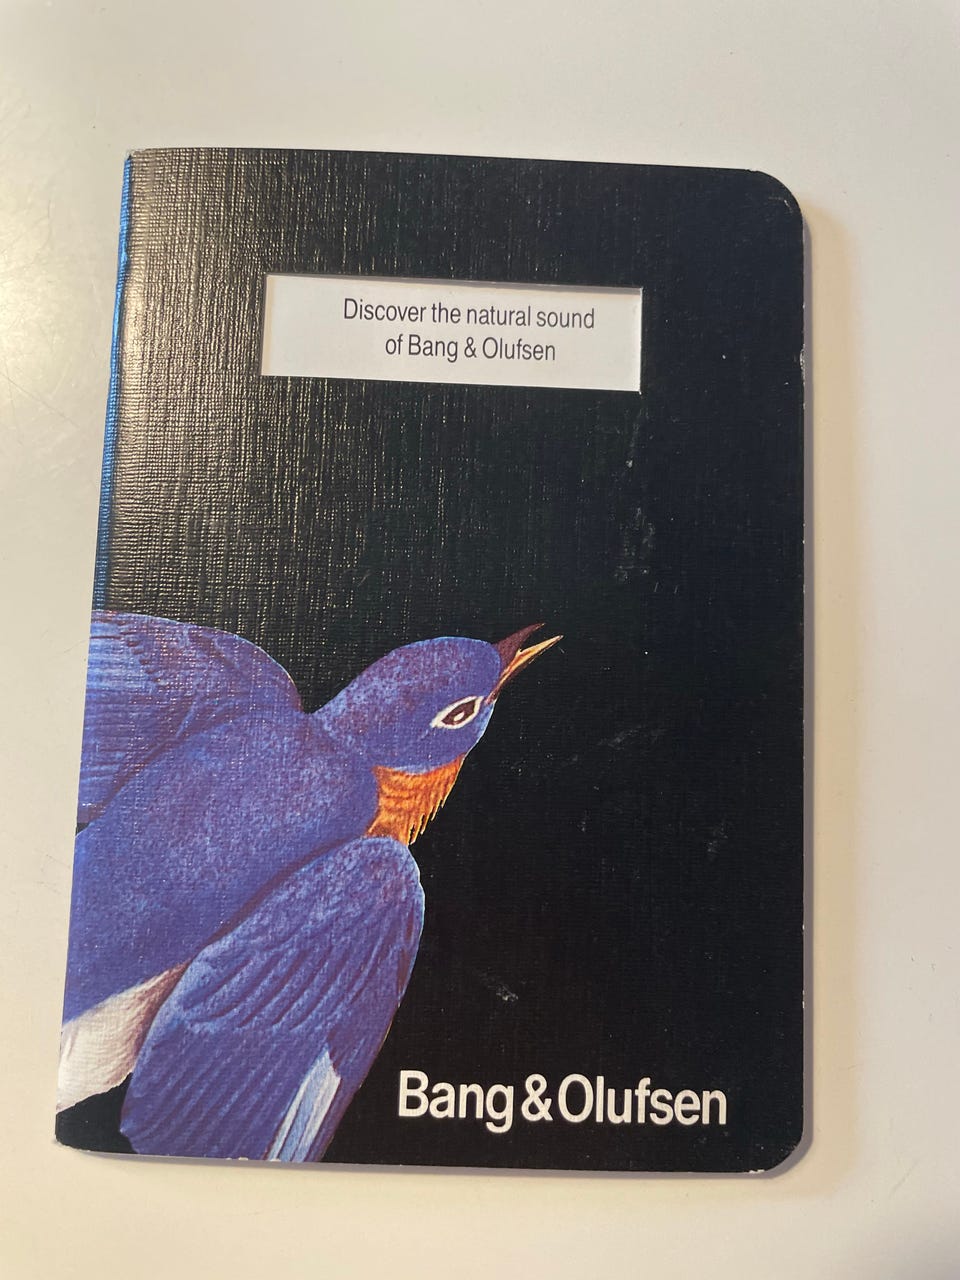 Discover the natural sound
of Bang & Olufsen
Bang & Olufsen